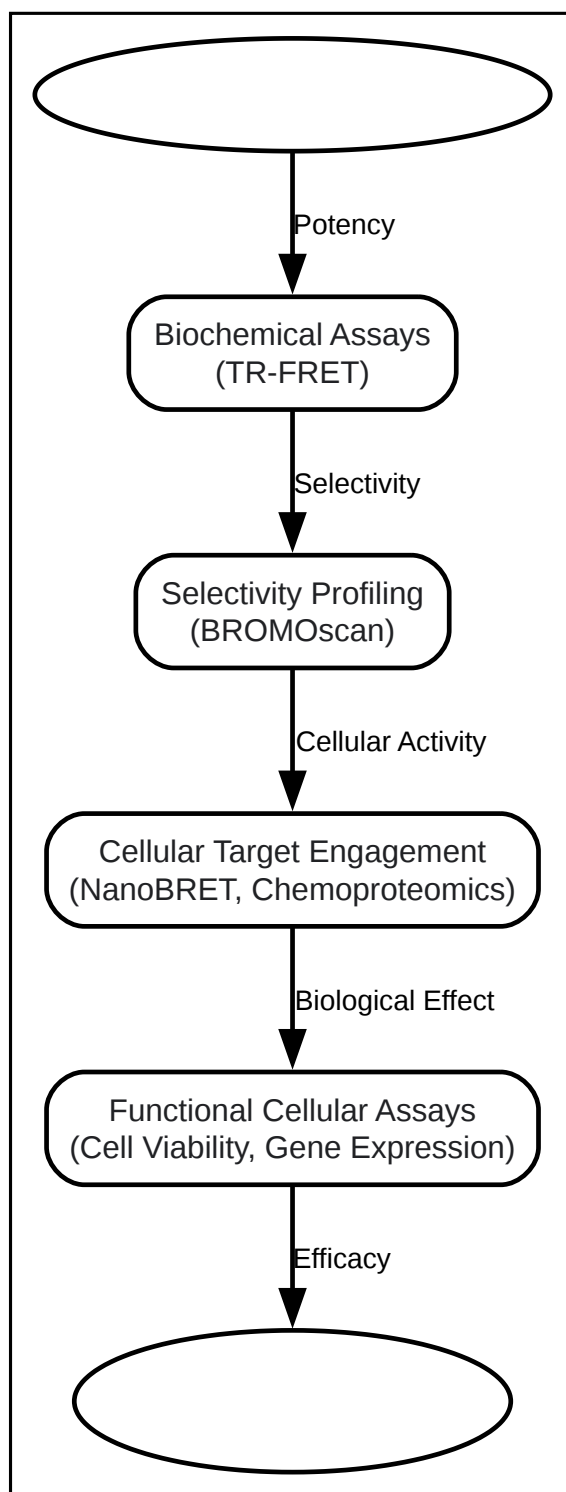 Potency
Biochemical Assays
(TR-FRET)
Selectivity
Selectivity Profiling
(BROMOscan)
Cellular Activity
Cellular Target Engagement
(NanoBRET, Chemoproteomics)
Biological Effect
Functional Cellular Assays
(Cell Viability, Gene Expression)
Efficacy